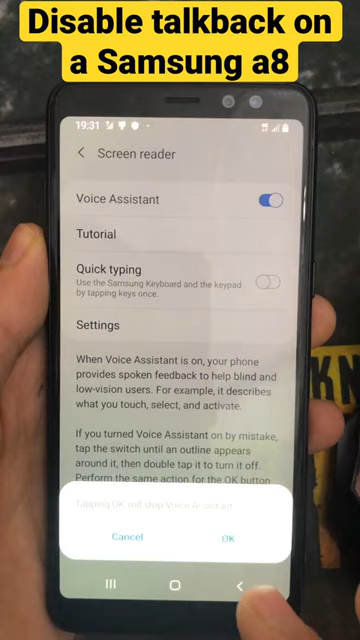 Disable talkback on
a Samsung a8
19:31
Screen reader
Voice Assistant
Tutorial
Quick typing
Use the Samsung Keyboard and the keypad
by tapping keys once.
Settings
When Voice Assistant is on, your phone
provides spoken feedback to help blind and
low-vision users. For example, it describes
what you touch, select, and activate.
If you turned Voice Assistant on by mistake,
tap the switch until an outline appears
around it, then double tap it to turn it off.
Perform the same action for the OK button
Tapping OK will stop Voice Assistant.
Cancel
OK